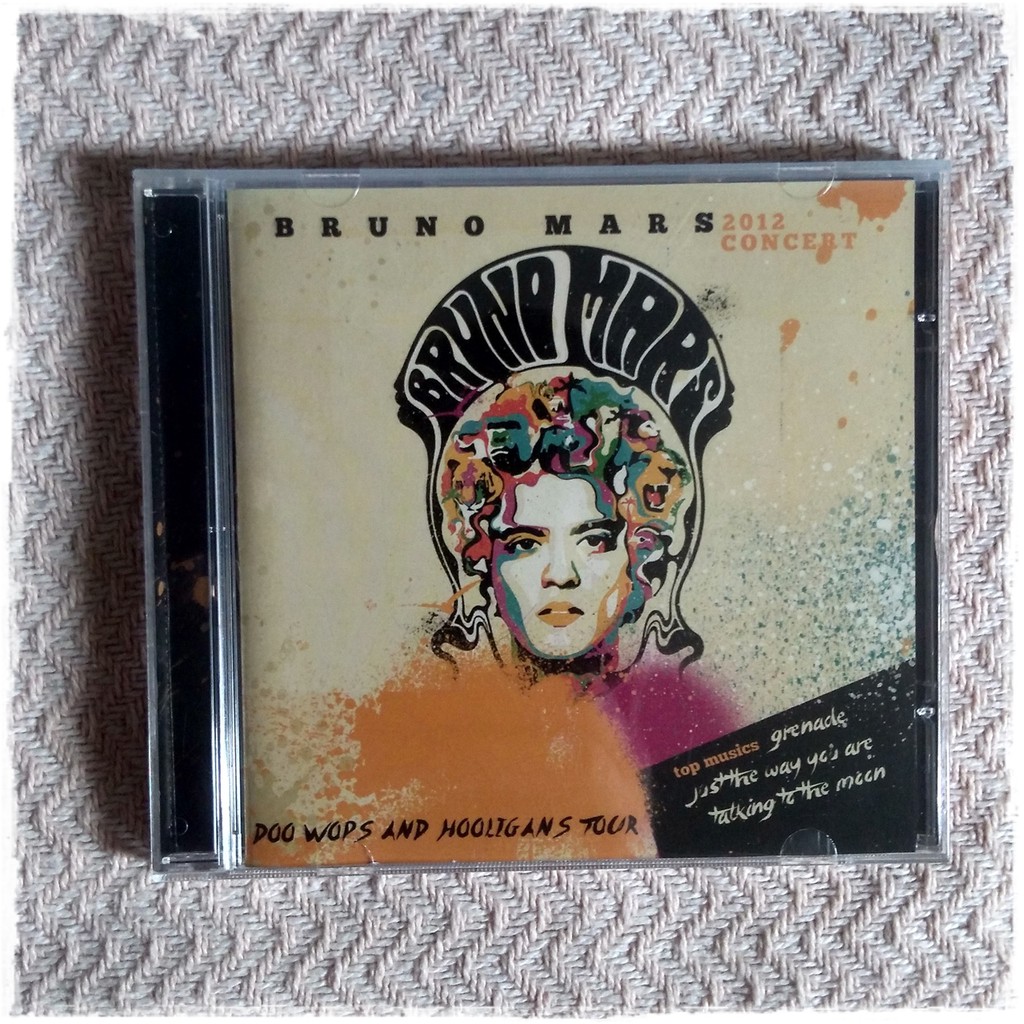 BRUNO MARS
2012
CONCERT
BRUNO MARS
top musics grenade
just the way you are
talking to the moon
DOO WOPS AND HOOLIGANS TOUR